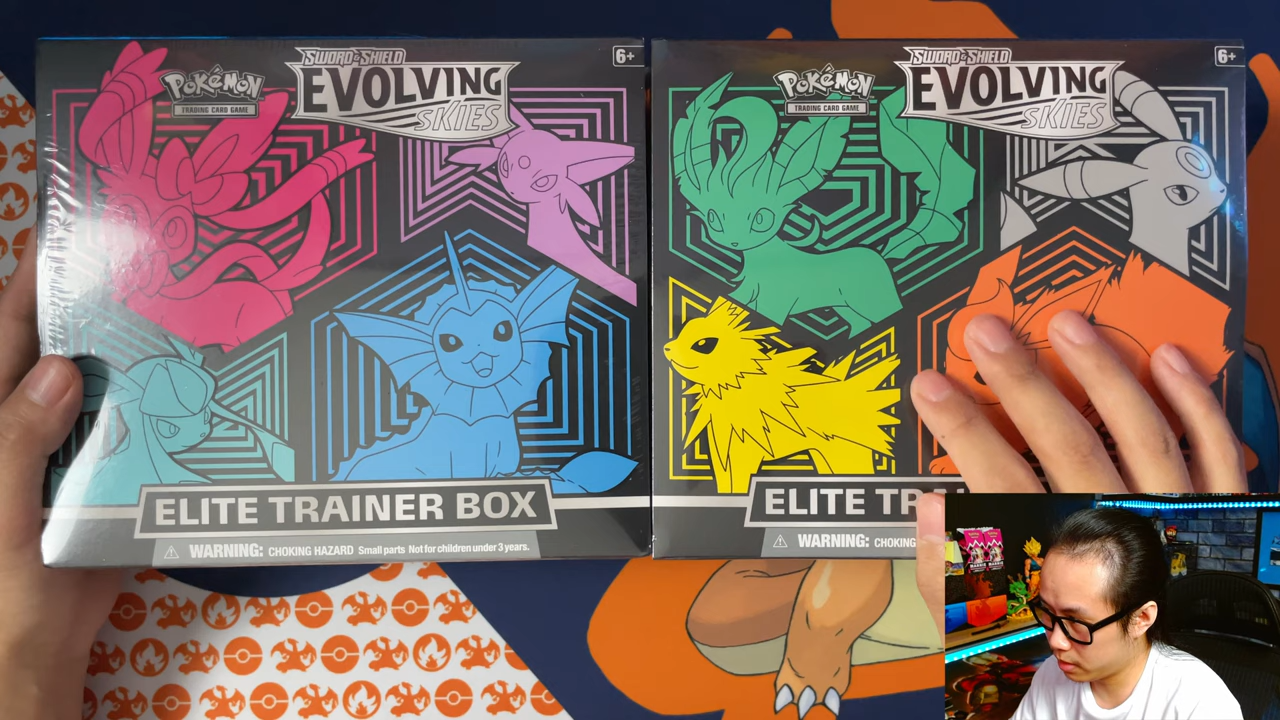 SWORD & SHIELD
Pokémon
TRADING CARD GAME
EVOLVING
SKIES
6+
ELITE TRAINER BOX
WARNING: CHOKING HAZARD Small parts Not for children under 3 years.
SWORD & SHIELD
Pokémon
TRADING CARD GAME
EVOLVING
SKIES
6+
ELITE
WARNING: CHOKING